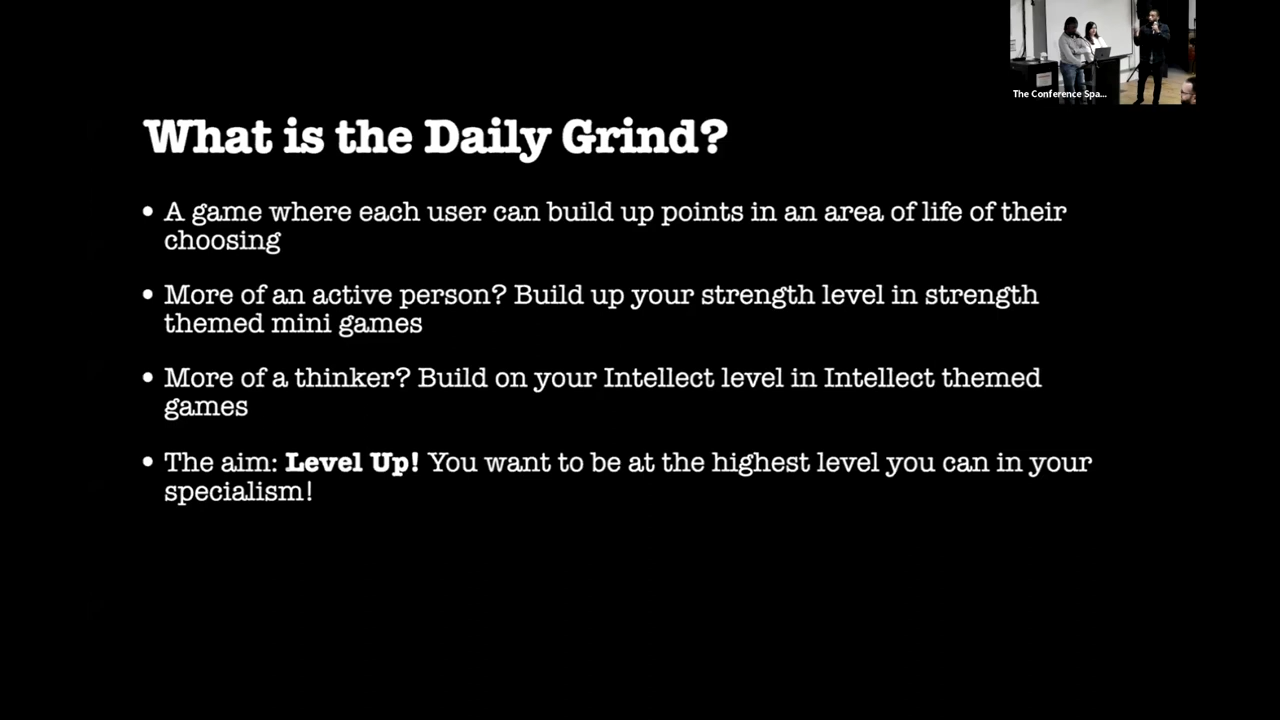 The Conference Spa...
What is the Daily Grind?
• A game where each user can build up points in an area of life of their
choosing
• More of an active person? Build up your strength level in strength
themed mini games
• More of a thinker? Build on your Intellect level in Intellect themed
games
• The aim: Level Up! You want to be at the highest level you can in your
specialism!